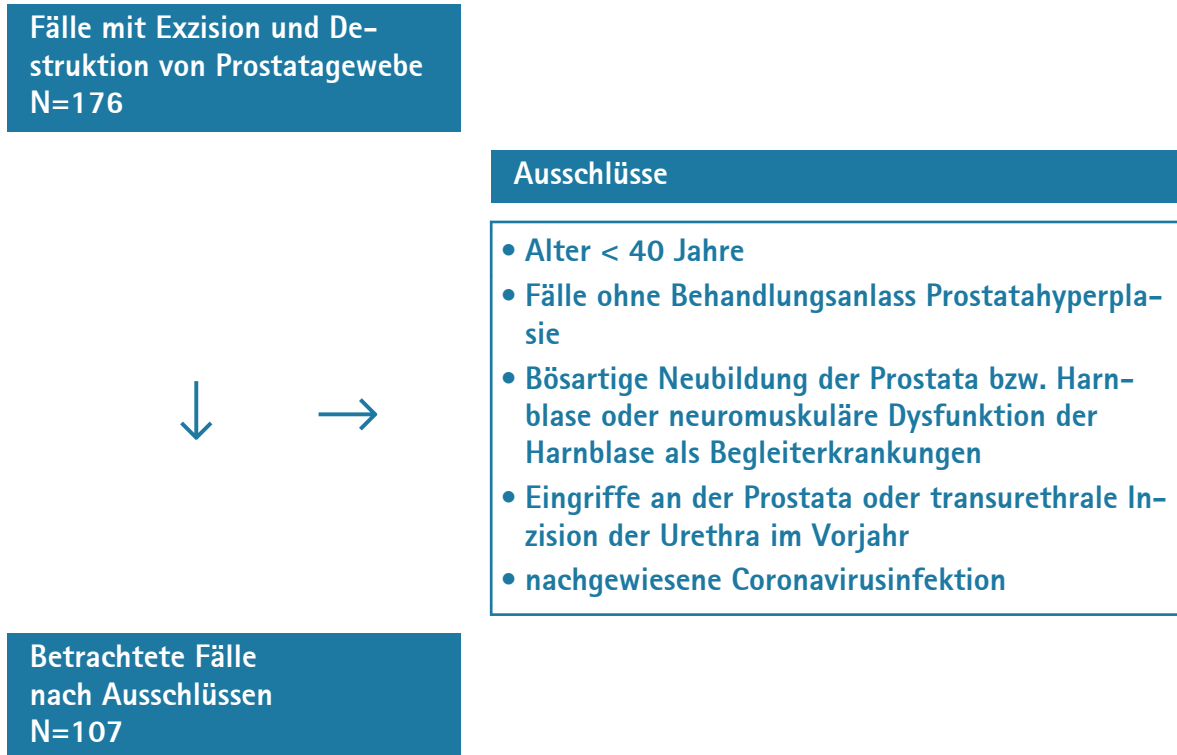 Fälle mit Exzision und De-
struktion von Prostatagewebe
N=176
Ausschlüsse
• Alter < 40 Jahre
• Fälle ohne Behandlungsanlass Prostatahyperpla-
sie
• Bösartige Neubildung der Prostata bzw. Harn-
blase oder neuromuskuläre Dysfunktion der
Harnblase als Begleiterkrankungen
• Eingriffe an der Prostata oder transurethrale In-
zision der Urethra im Vorjahr
• nachgewiesene Coronavirusinfektion
Betrachtete Fälle
nach Ausschlüssen
N=107